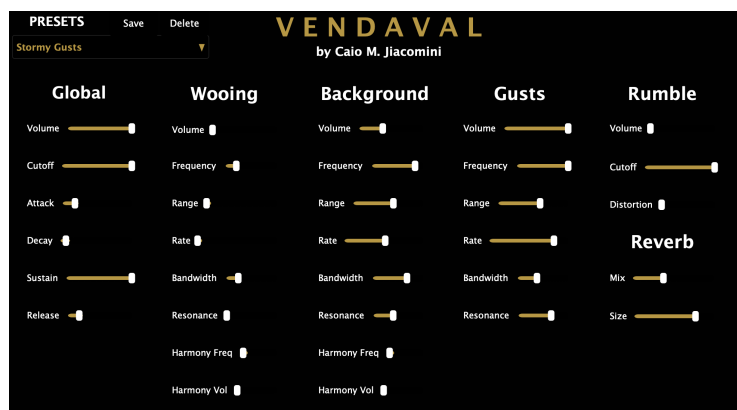 PRESETS Save Delete
VENDAVAL
Stormy Gusts ▼
by Caio M. Jiacomini
Global
Volume
Cutoff
Attack
Decay
Sustain
Release
Wooing
Volume
Frequency
Range
Rate
Bandwidth
Resonance
Harmony Freq
Harmony Vol
Background
Volume
Frequency
Range
Rate
Bandwidth
Resonance
Harmony Freq
Harmony Vol
Gusts
Volume
Frequency
Range
Rate
Bandwidth
Resonance
Rumble
Volume
Cutoff
Distortion
Reverb
Mix
Size